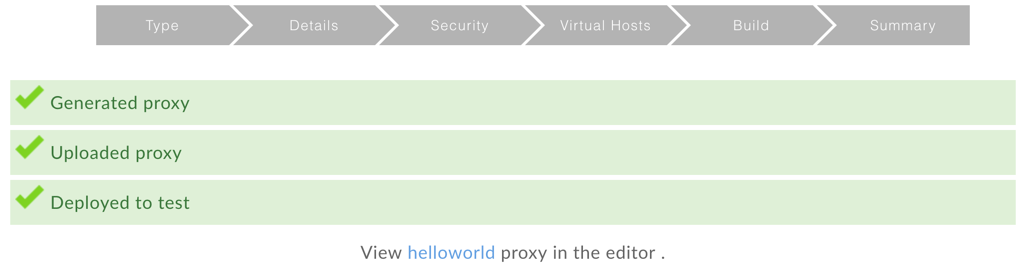 Type Details Security Virtual Hosts Build Summary
Generated proxy
Uploaded proxy
Deployed to test
View helloworld proxy in the editor .